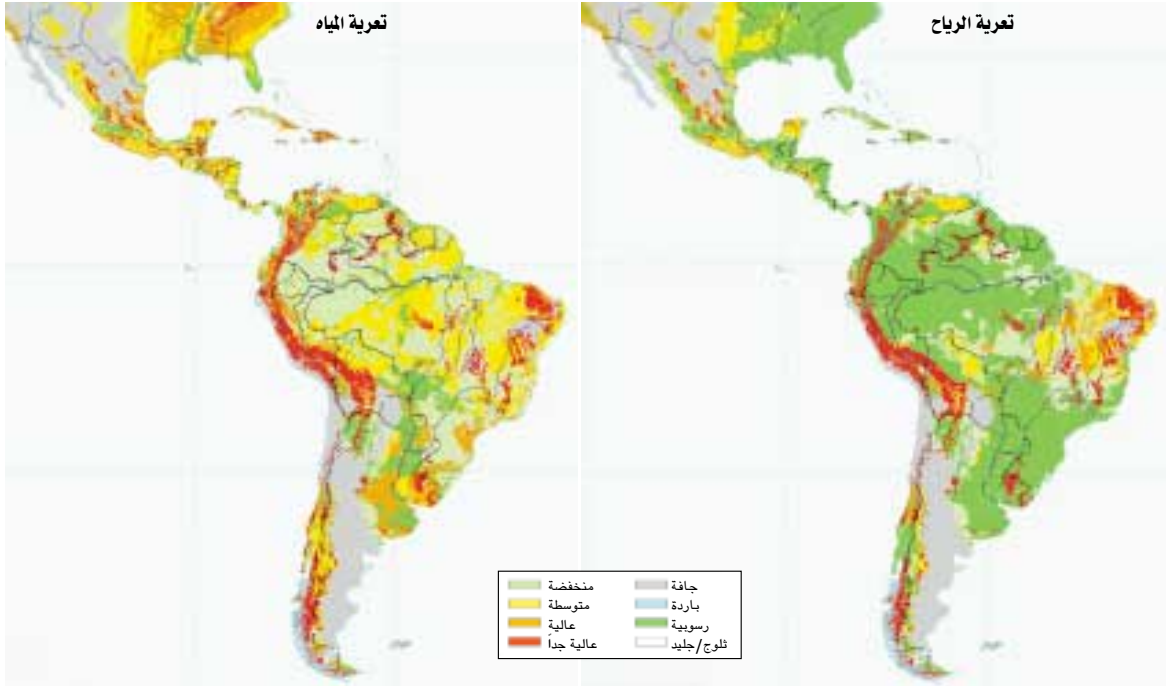 تعرية المياه
تعرية الرياح
منخفضة
متوسطة
عالية
عالية جداً
جافة
باردة
رسوبية
ثلوج/جليد